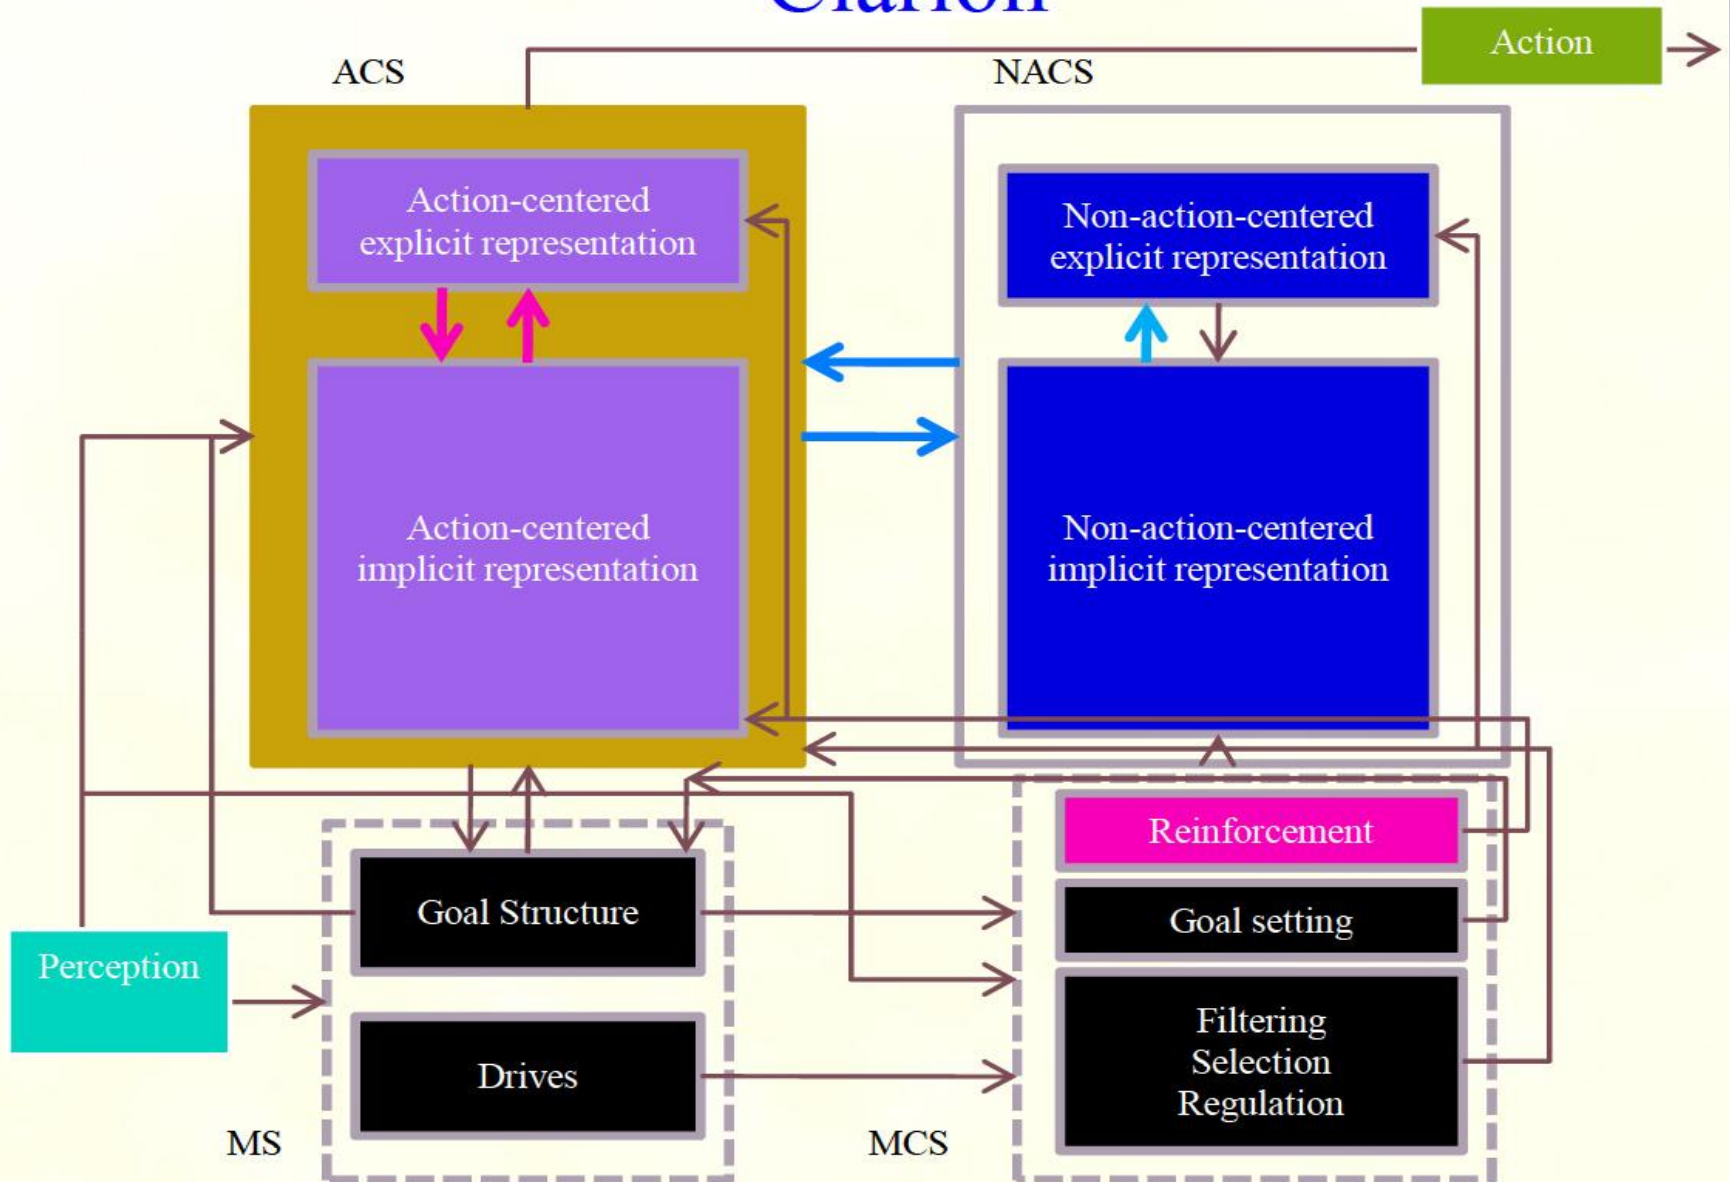 Clarion
Action
ACS
NACS
Action-centered
explicit representation
Non-action-centered
explicit representation
Action-centered
implicit representation
Non-action-centered
implicit representation
Reinforcement
Goal Structure
Goal setting
Perception
Drives
Filtering
Selection
Regulation
MS
MCS